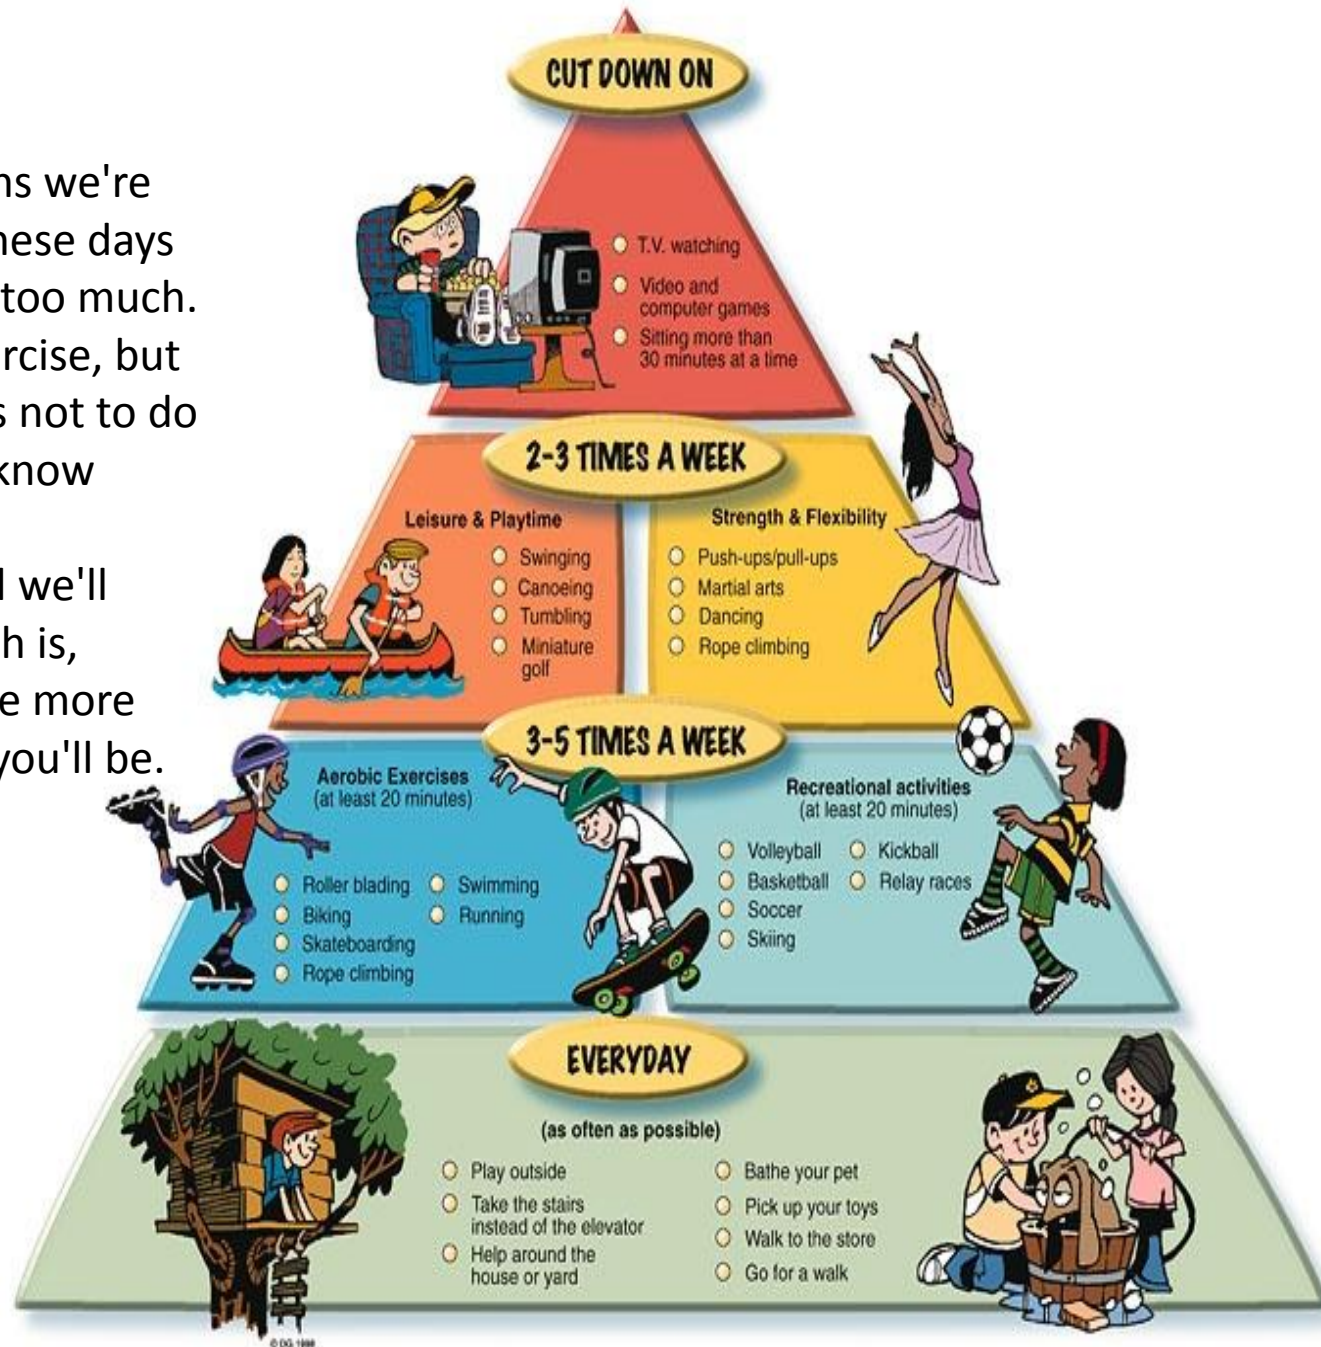 ns we're
hese days
too much.
rcise, but
s not to do
know
l we'll
h is,
e more
you'll be.
CUT DOWN ON
T.V. watching
Video and
computer games
Sitting more than
30 minutes at a time
2-3 TIMES A WEEK
Leisure & Playtime
Swinging
Canoeing
Tumbling
Miniature
golf
Strength & Flexibility
Push-ups/pull-ups
Martial arts
Dancing
Rope climbing
3-5 TIMES A WEEK
Aerobic Exercises
(at least 20 minutes)
Roller blading
Biking
Skateboarding
Rope climbing
Swimming
Running
Recreational activities
(at least 20 minutes)
Volleyball
Basketball
Soccer
Skiing
Kickball
Relay races
EVERYDAY
(as often as possible)
Play outside
Take the stairs
instead of the elevator
Help around the
house or yard
Bathe your pet
Pick up your toys
Walk to the store
Go for a walk
© DG, 1998